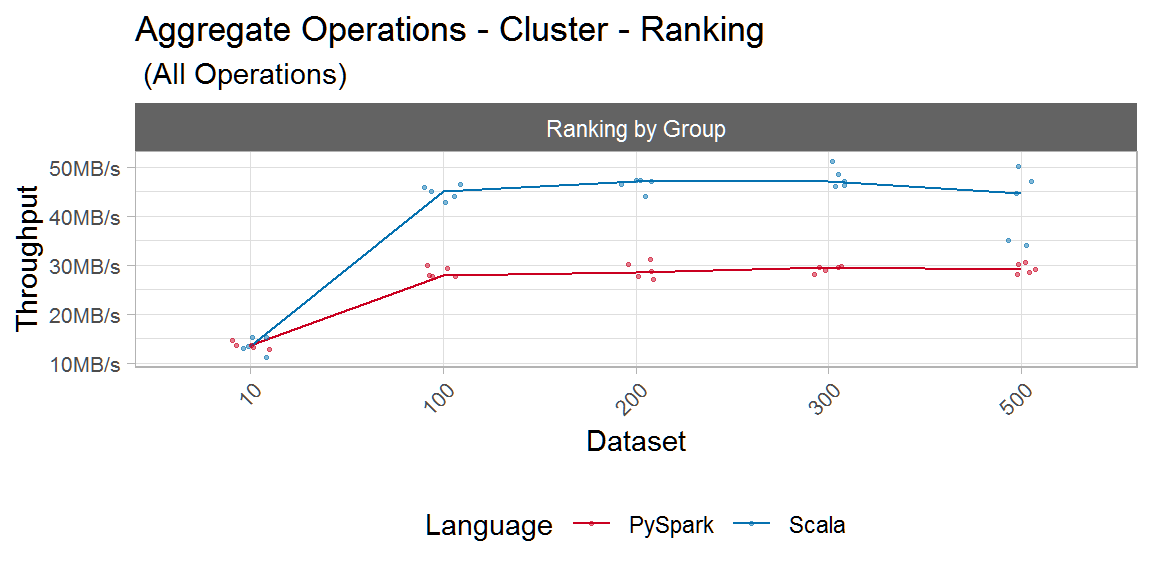 Aggregate Operations - Cluster - Ranking
(All Operations)
Ranking by Group
Throughput
50MB/s
40MB/s
30MB/s
20MB/s
10MB/s
10
100
200
300
500
Dataset
Language PySpark Scala